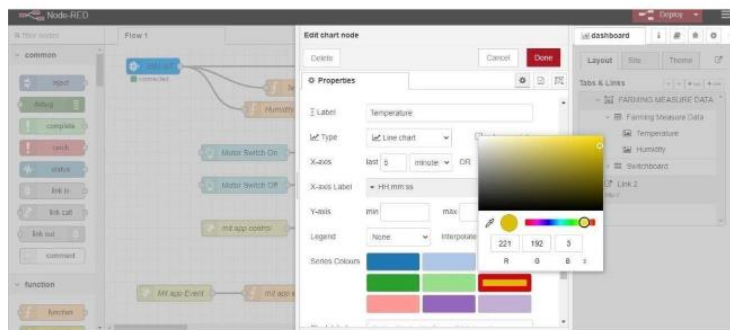 Node-RED
Deploy
filter nodes
Flow 1
Edit chart node
dashboard
Delete
Cancel
Done
Layout
Site
Theme
common
Properties
Tabs & Links
inject
connected
debug
Label
Temperature
FARMING MEASURE DATA
Farming Measure Data
complete
Type
Line chart
Temperature
catch
Motor Switch On
X-axis
last 5
minute
OR
Humidity
Switchboard
status
X-axis Label
HH:mm:ss
Link 2
link in
Motor Switch Off
Y-axis
min
max
link call
Legend
None
Interpolate
link out
mit app control
221
192
3
comment
Series Colours
R
G
B
function
Mit app Event
function